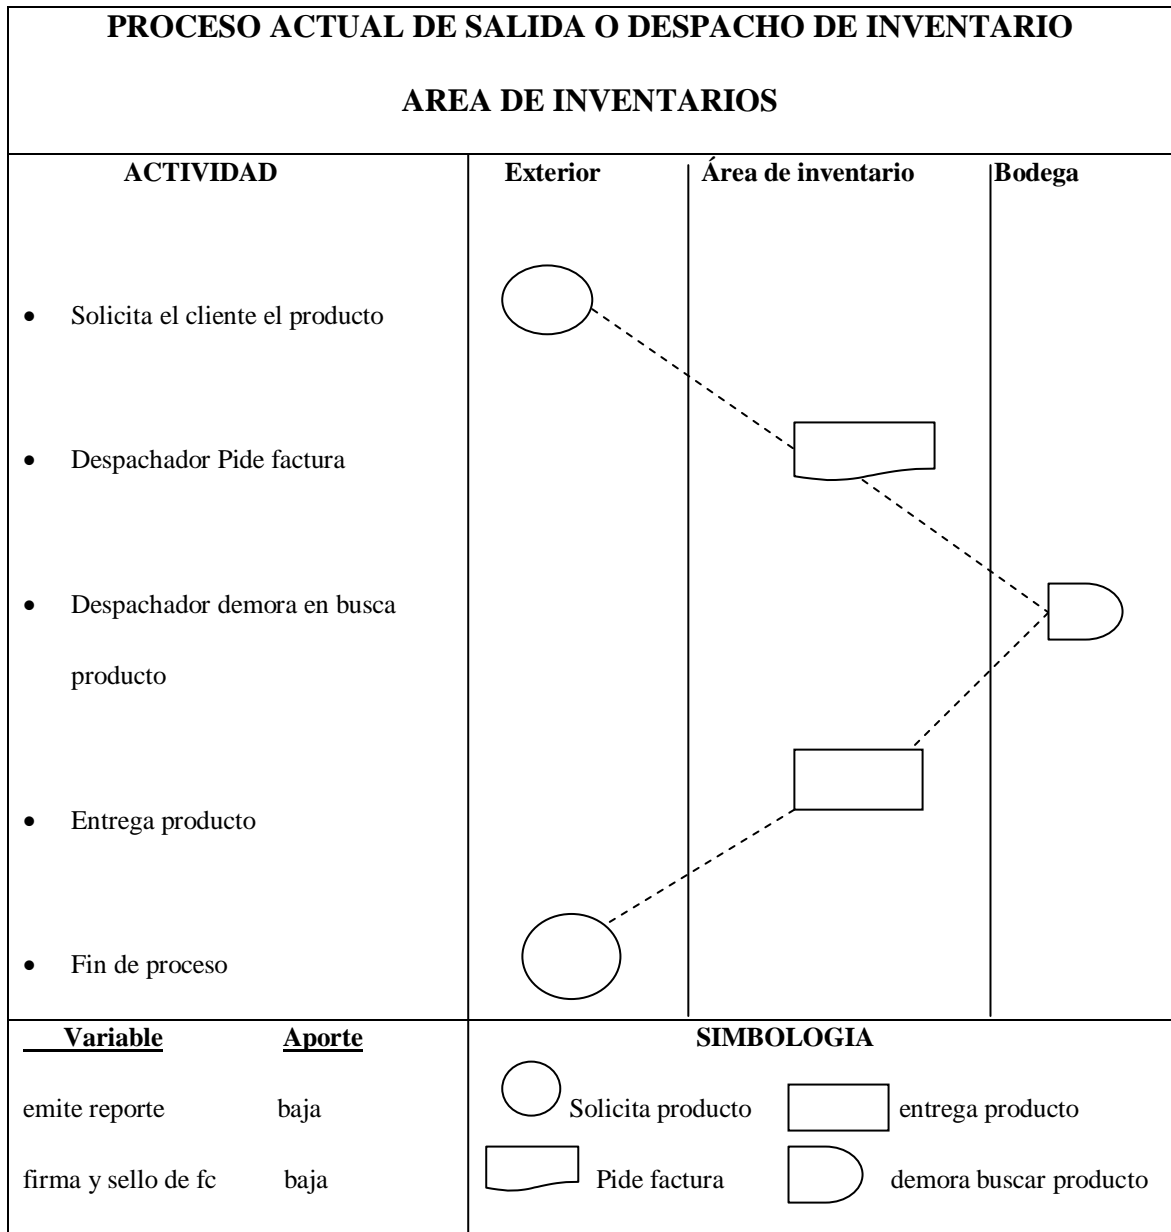 PROCESO ACTUAL DE SALIDA O DESPACHO DE INVENTARIO
AREA DE INVENTARIOS
ACTIVIDAD
Exterior
Área de inventario
Bodega
• Solicita el cliente el producto
• Despachador Pide factura
• Despachador demora en busca
producto
• Entrega producto
• Fin de proceso
Variable Aporte
emite reporte baja
firma y sello de fc baja
SIMBOLOGIA
Solicita producto entrega producto
Pide factura demora buscar producto